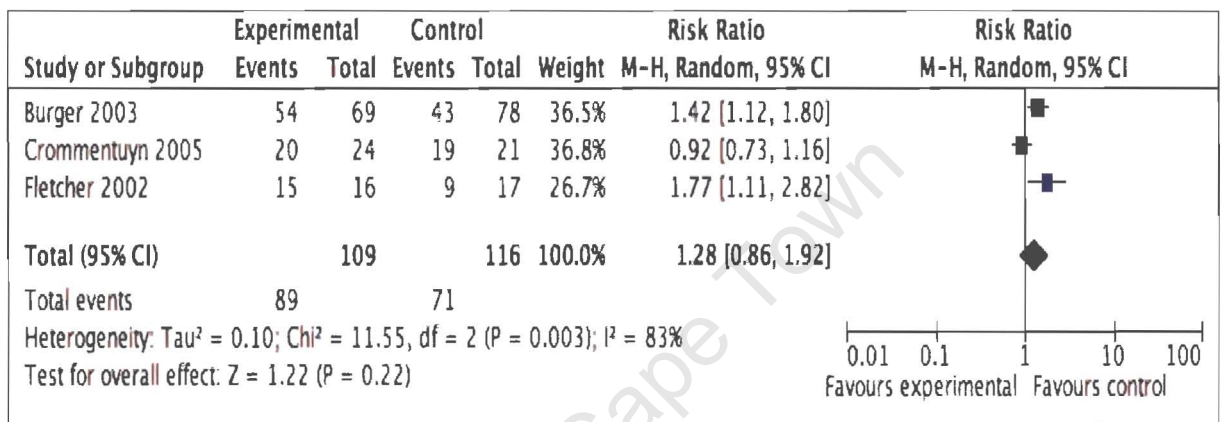 Experimental Control Risk Ratio Risk Ratio
Study or Subgroup Events Total Events Total Weight M-H, Random, 95% CI M-H, Random, 95% CI
Burger 2003 54 69 43 78 36.5% 1.42 [1.12, 1.80]
Crommentuyn 2005 20 24 19 21 36.8% 0.92 [0.73, 1.16]
Fletcher 2002 15 16 9 17 26.7% 1.77 [1.11, 2.82]
Total (95% CI) 109 116 100.0% 1.28 [0.86, 1.92]
Total events 89 71
Heterogeneity: Tau² = 0.10; Chi² = 11.55, df = 2 (P = 0.003); I² = 83%
Test for overall effect: Z = 1.22 (P = 0.22)
0.01 0.1 1 10 100
Favours experimental Favours control
Cape Town